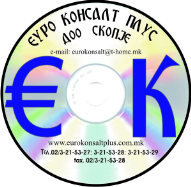 ЕУРО КОНСАЛТ ПЛУС
ДОО СКОПЈЕ
e-mail: eurokonsalt@t-home.mk
€ К
www.eurokonsaltplus.com.mk
Тел. 02/3-21-53-27; 3-21-53-28; 3-21-53-29
fax. 02/3-21-53-28